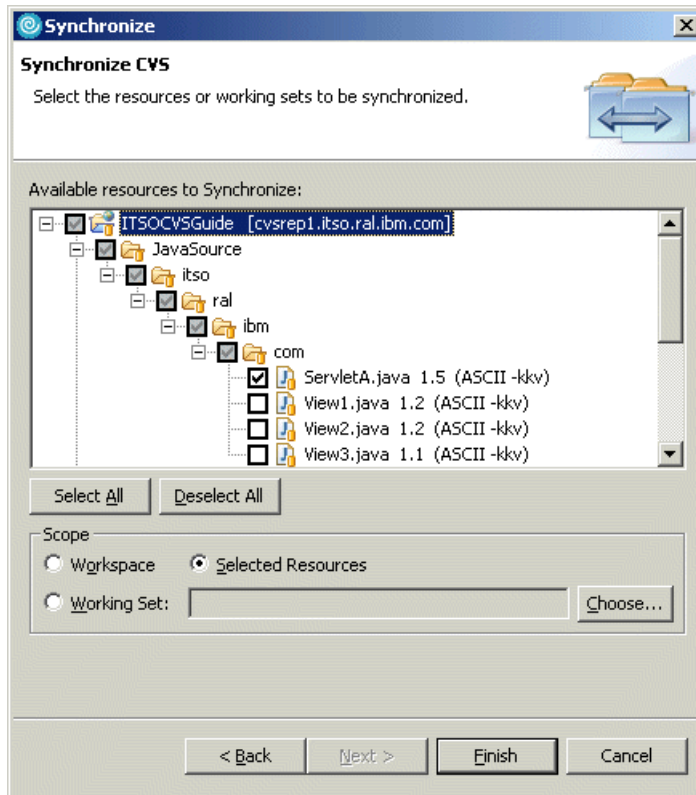 Synchronize
Synchronize CVS
Select the resources or working sets to be synchronized.
Available resources to Synchronize:
ITSOCVSGuide [cvsrep1.itso.ral.ibm.com]
JavaSource
itso
ral
ibm
com
ServletA.java 1.5 (ASCII -kkv)
View1.java 1.2 (ASCII -kkv)
View2.java 1.2 (ASCII -kkv)
View3.java 1.1 (ASCII -kkv)
Select All Deselect All
Scope
Workspace Selected Resources
Working Set: Choose...
< Back Next > Finish Cancel